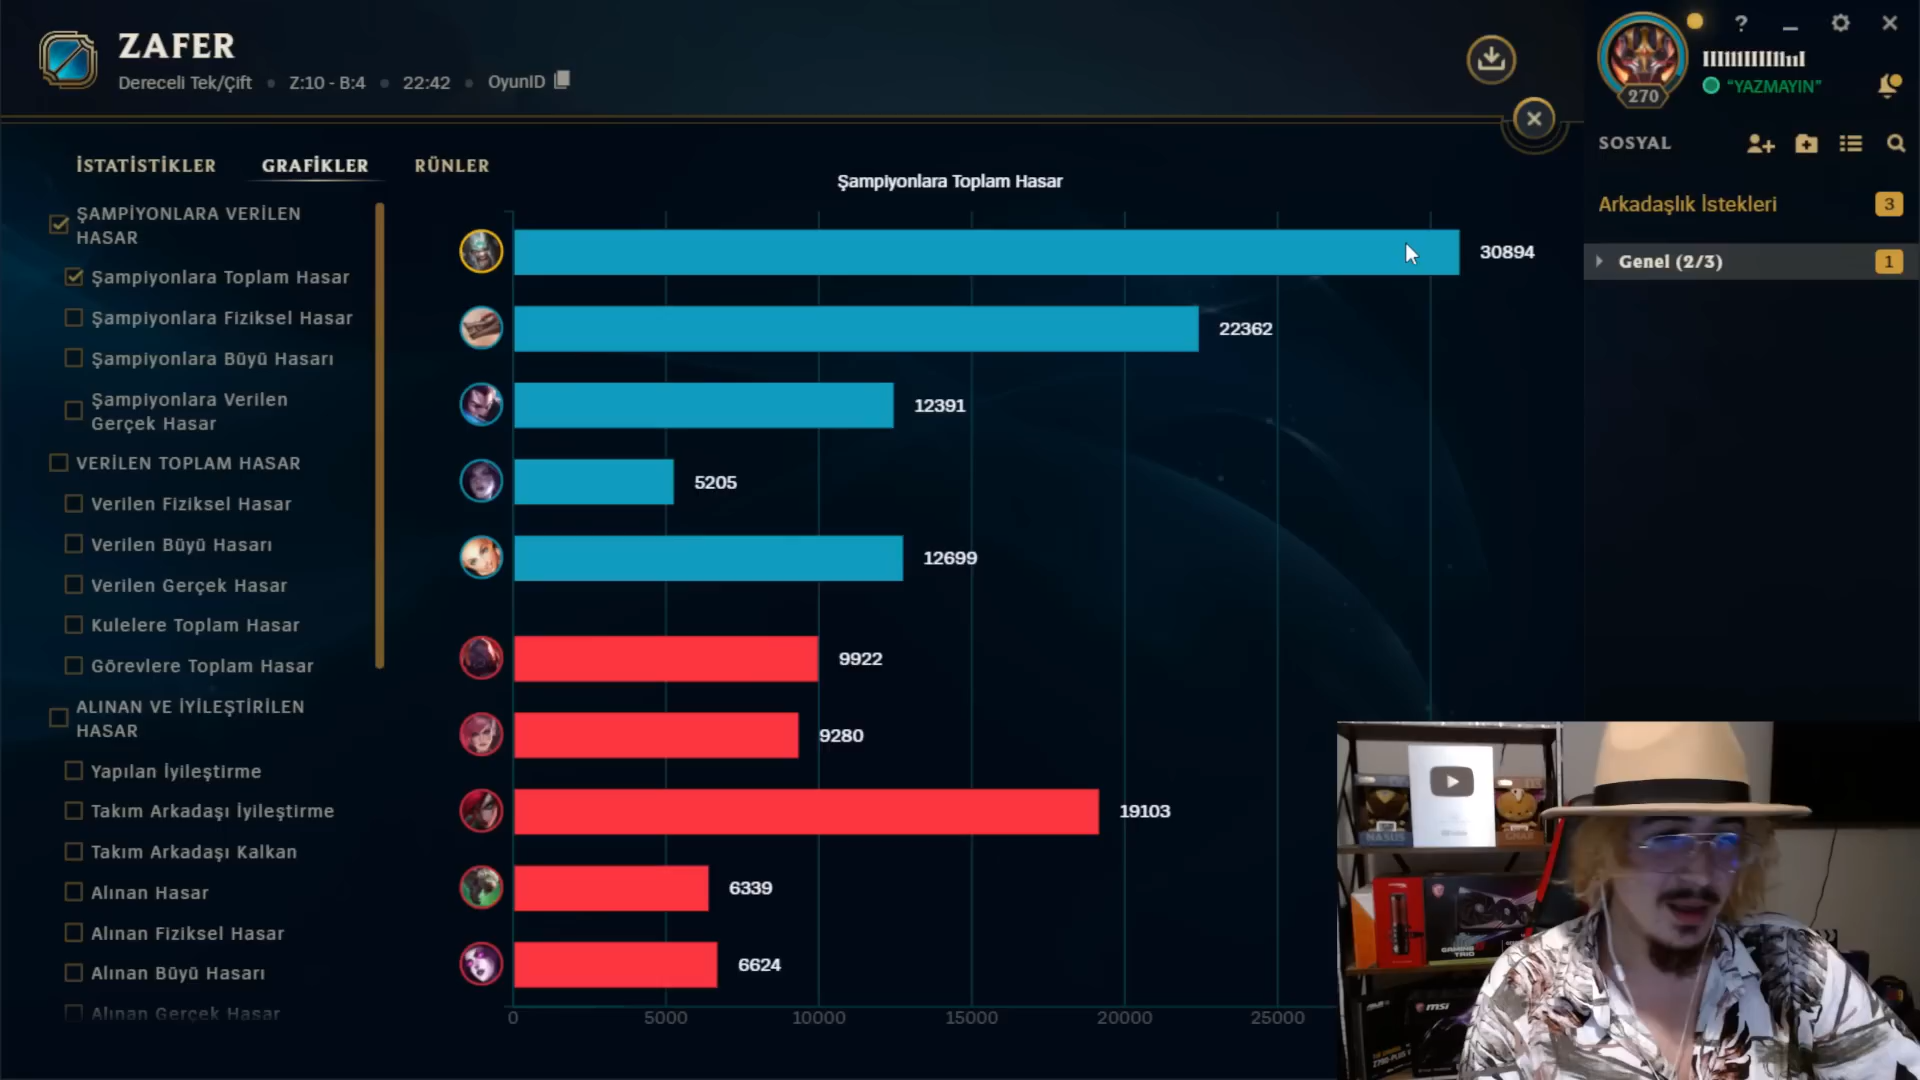 ZAFER
Dereceli Tek/Çift • Z:10 - B:4 • 22:42 • OyunID
İSTATİSTİKLER GRAFİKLER RÜNLER
ŞAMPİYONLARA VERİLEN
HASAR
Şampiyonlara Toplam Hasar
Şampiyonlara Fiziksel Hasar
Şampiyonlara Büyü Hasarı
Şampiyonlara Verilen
Gerçek Hasar
VERİLEN TOPLAM HASAR
Verilen Fiziksel Hasar
Verilen Büyü Hasarı
Verilen Gerçek Hasar
Kulelere Toplam Hasar
Görevlere Toplam Hasar
ALINAN VE İYİLEŞTİRİLEN
HASAR
Yapılan İyileştirme
Takım Arkadaşı İyileştirme
Takım Arkadaşı Kalkan
Alınan Hasar
Alınan Fiziksel Hasar
Alınan Büyü Hasarı
Alınan Gerçek Hasar
Şampiyonlara Toplam Hasar
30894
22362
12391
5205
12699
9922
9280
19103
6339
6624
0 5000 10000 15000 20000 25000
270
"YAZMAYIN"
SOSYAL
Arkadaşlık İstekleri 3
Genel (2/3) 1
NASUS
GNAR
GAMING
TRIO
msi